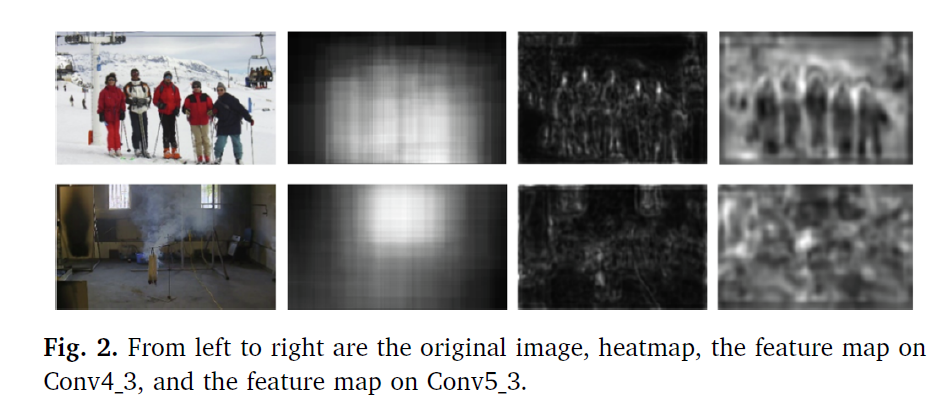 Fig. 2. From left to right are the original image, heatmap, the feature map on
Conv4_3, and the feature map on Conv5_3.